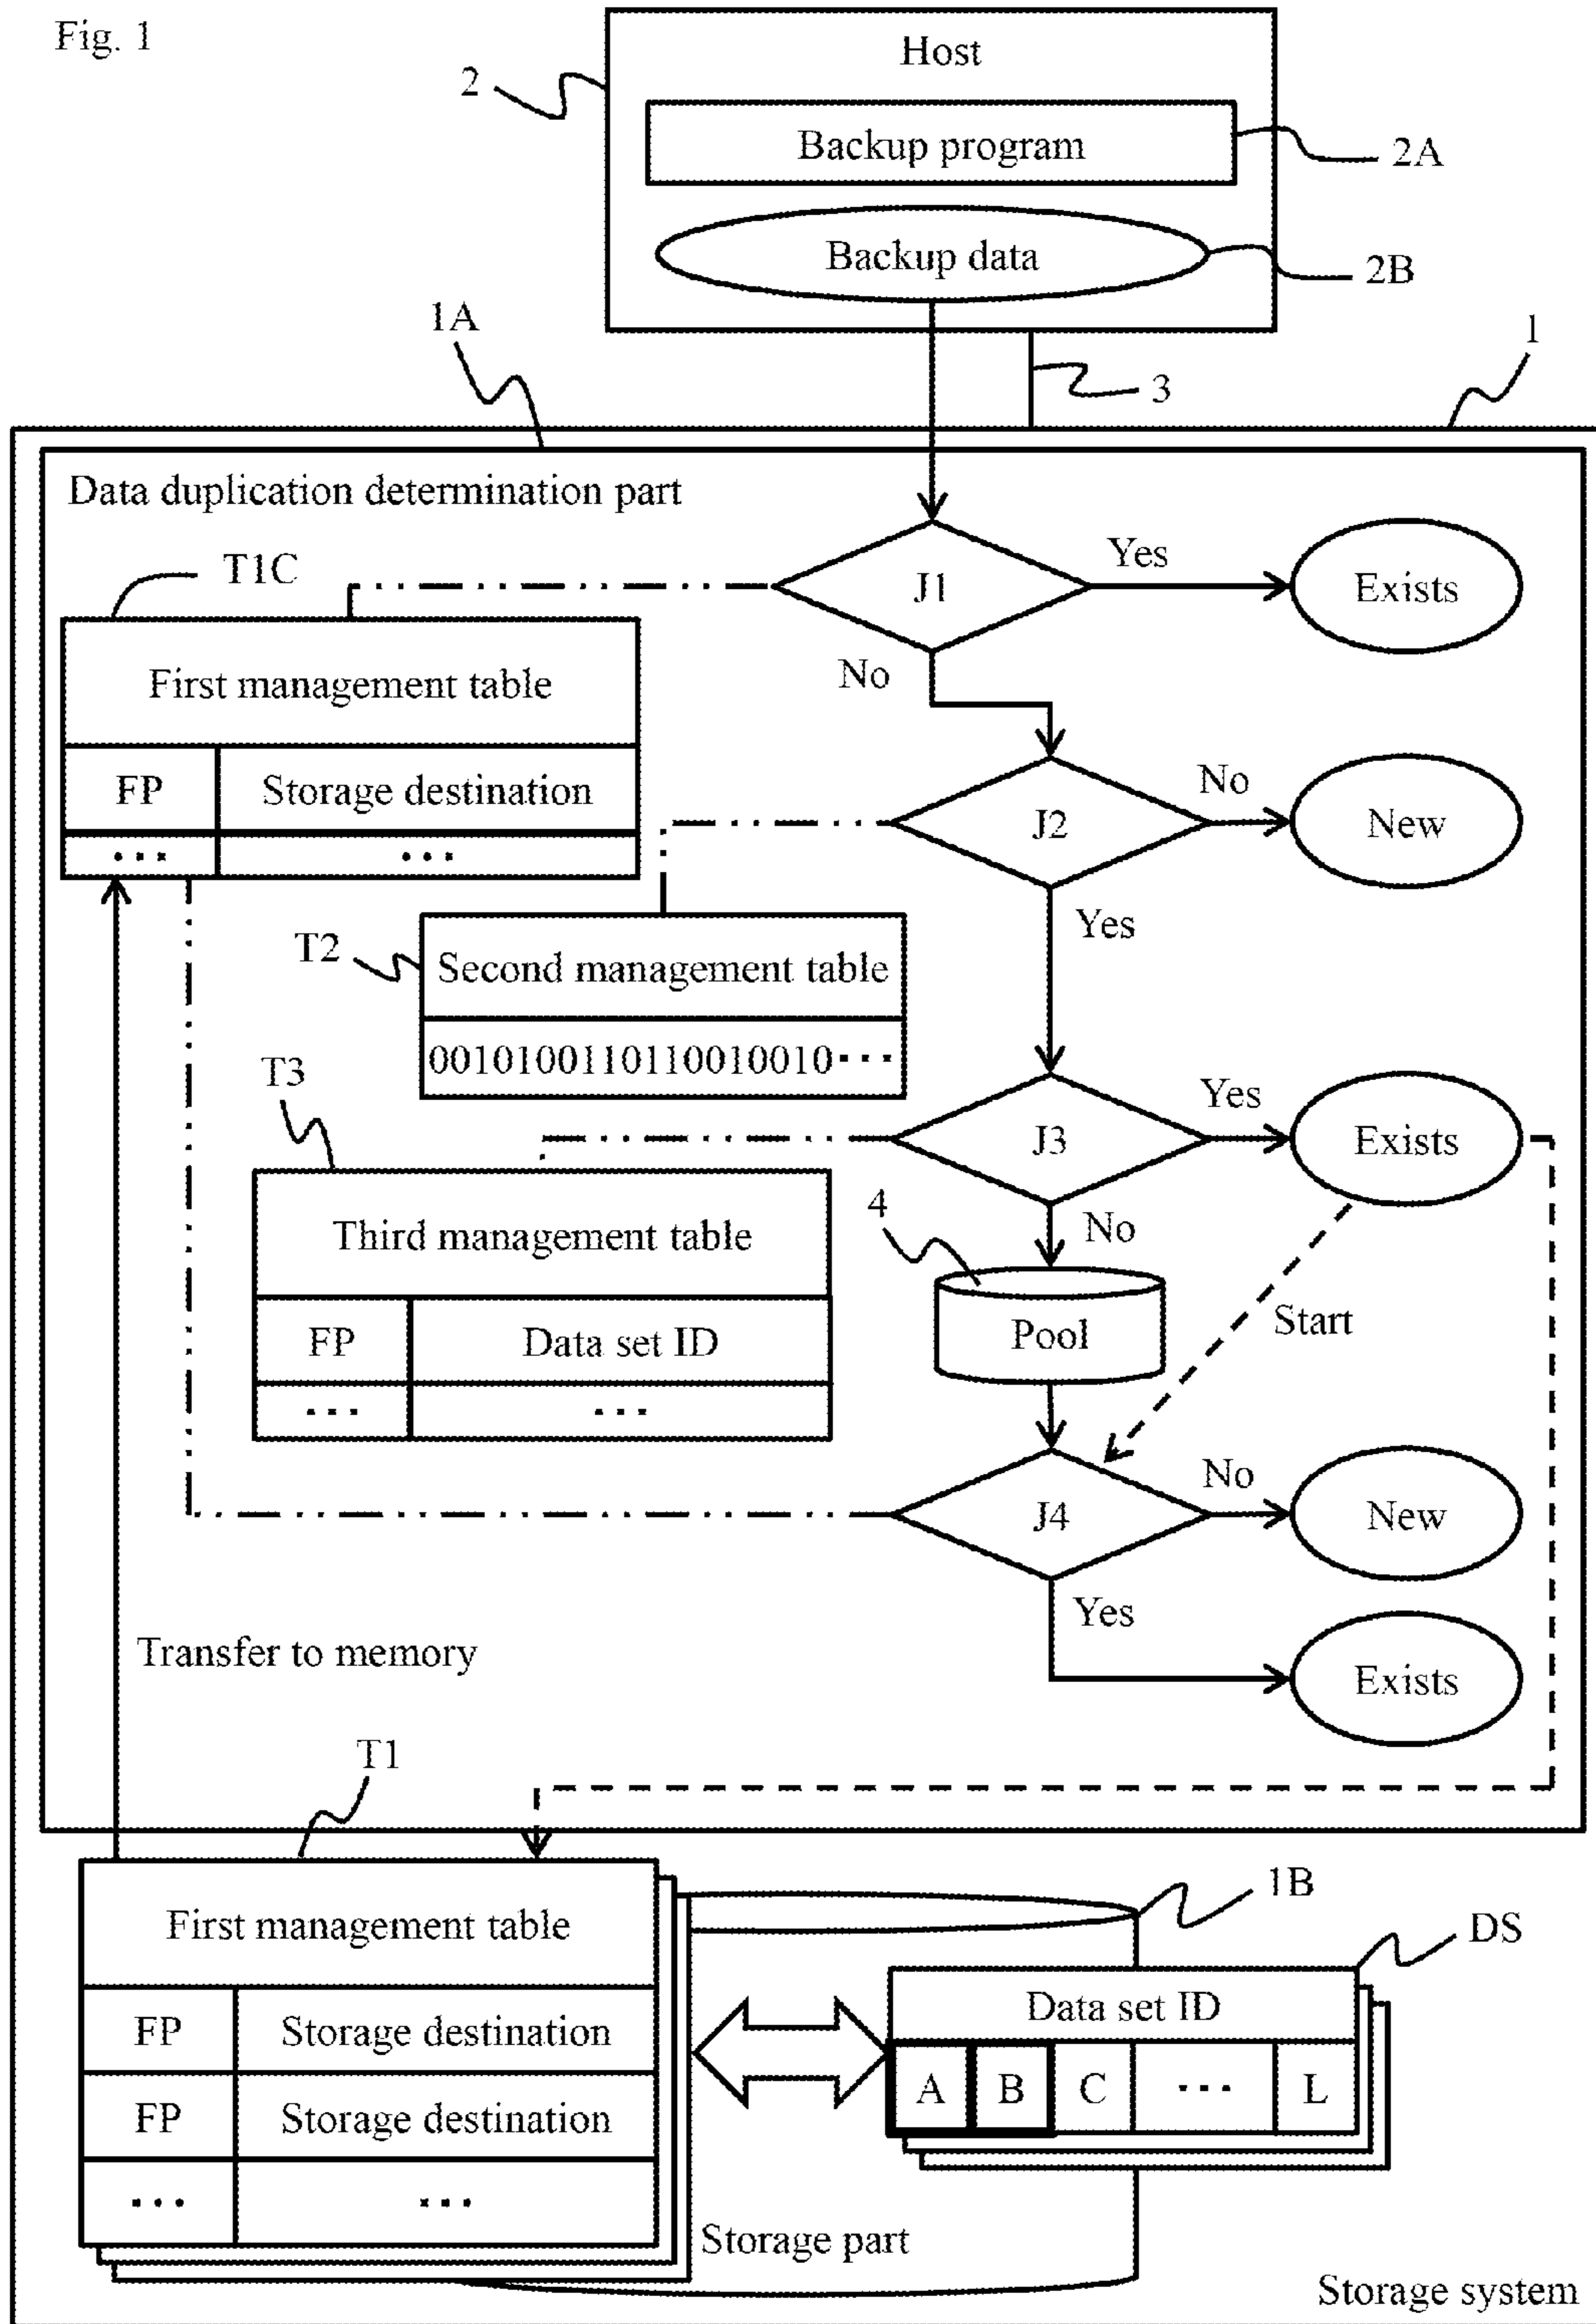 Fig. 1
Host
2
Backup program
2A
Backup data
2B
1A
1
3
Data duplication determination part
T1C
J1
Yes
Exists
No
First management table
FP
Storage destination
...
...
J2
No
New
Yes
T2
Second management table
0010100110110010010...
T3
J3
Yes
Exists
No
Third management table
4
Pool
Start
FP
Data set ID
...
...
J4
No
New
Yes
Exists
Transfer to memory
T1
First management table
1B
DS
Data set ID
FP
Storage destination
A
B
C
...
L
FP
Storage destination
...
...
Storage part
Storage system